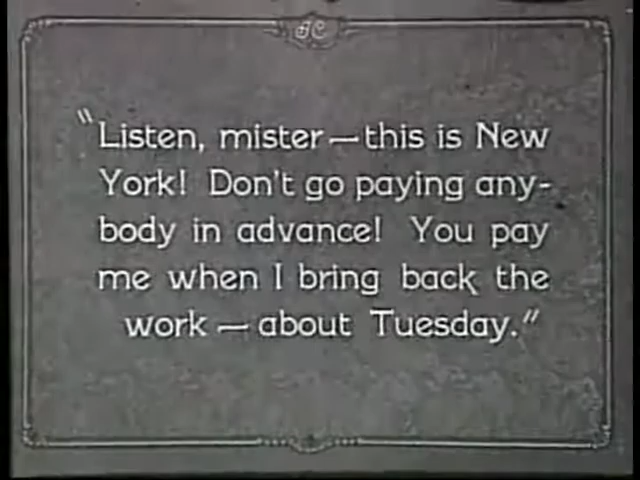 JC
"Listen, mister—this is New
York! Don't go paying any-
body in advance! You pay
me when I bring back the
work — about Tuesday."